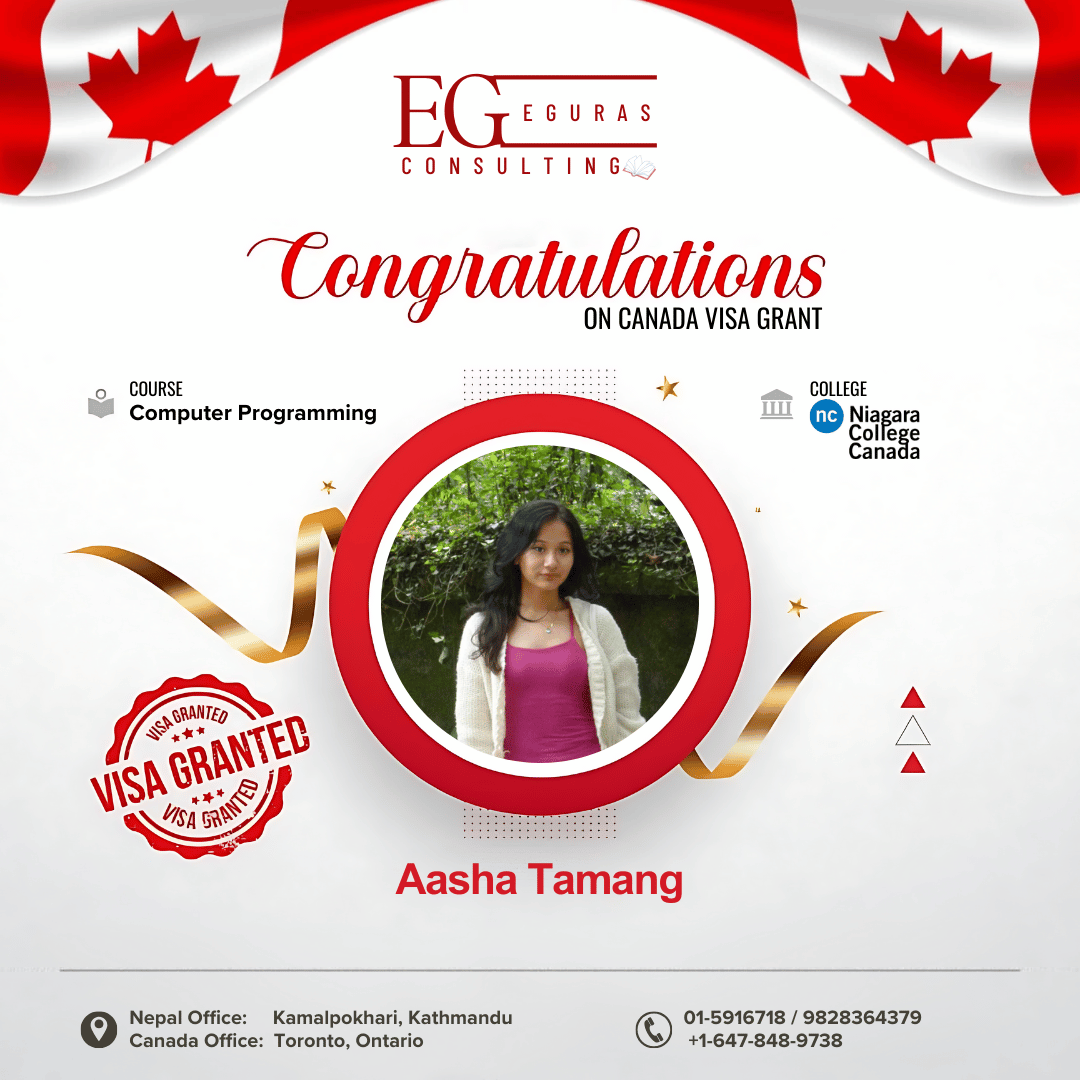 EG EGURAS
CONSULTING
Congratulations
ON CANADA VISA GRANT
COURSE
Computer Programming
COLLEGE
nc Niagara
College
Canada
VISA GRANTED
VISA GRANTED
VISA GRANTED
Aasha Tamang
Nepal Office: Kamalpokhari, Kathmandu
Canada Office: Toronto, Ontario
01-5916718 / 9828364379
+1-647-848-9738